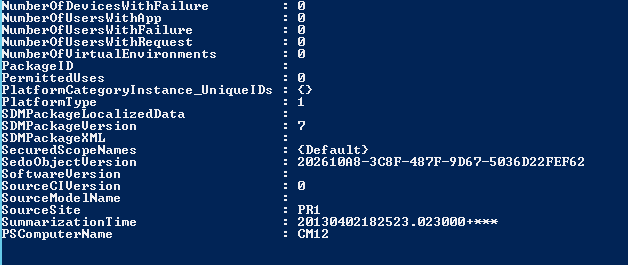 NumberOfDevicesWithFailure : 0
NumberOfUsersWithApp : 0
NumberOfUsersWithFailure : 0
NumberOfUsersWithRequest : 0
NumberOfVirtualEnvironments : 0
PackageID :
PermittedUses : 0
PlatformCategoryInstance_UniqueIDs : {}
PlatformType : 1
SDMPackageLocalizedData :
SDMPackageVersion : 7
SDMPackageXML :
SecuredScopeNames : {Default}
SedoObjectVersion : 202610A8-3C8F-487F-9D67-5036D22FEF62
SoftwareVersion :
SourceCIVersion : 0
SourceModelName :
SourceSite : PR1
SummarizationTime : 20130402182523.023000+***
PSComputerName : CM12